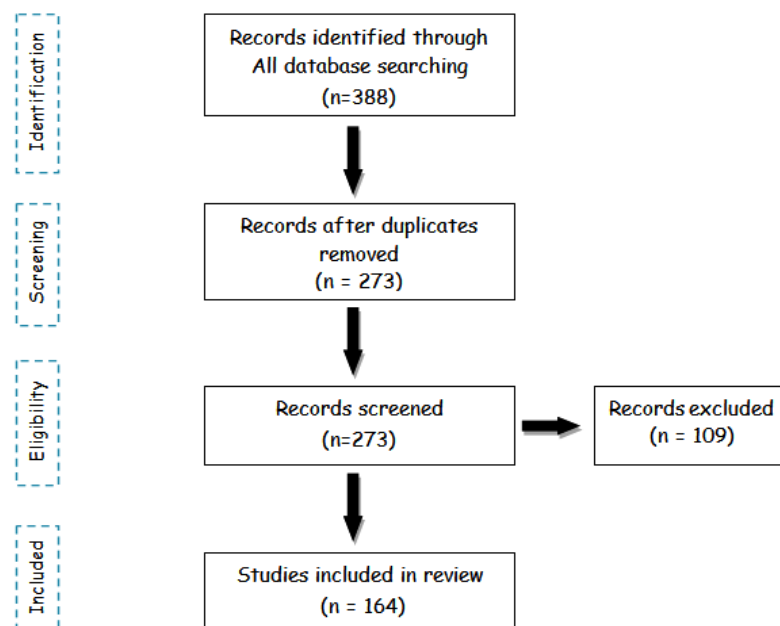 Identification
Records identified through
All database searching
(n=388)
Screening
Records after duplicates
removed
(n = 273)
Eligibility
Records screened
(n=273)
Records excluded
(n = 109)
Included
Studies included in review
(n = 164)